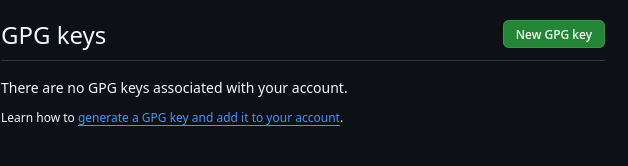 GPG keys
New GPG key
There are no GPG keys associated with your account.
Learn how to generate a GPG key and add it to your account.